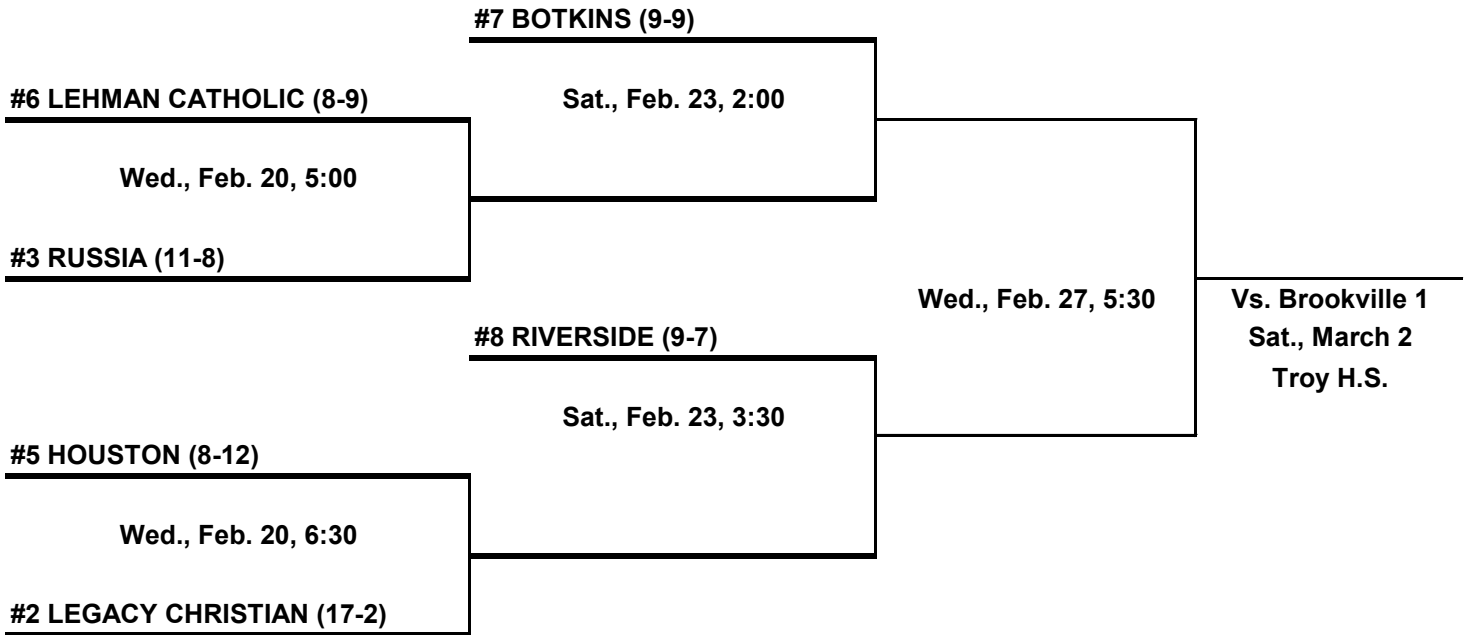 #7 BOTKINS (9-9)
#6 LEHMAN CATHOLIC (8-9)
Sat., Feb. 23, 2:00
Wed., Feb. 20, 5:00
#3 RUSSIA (11-8)
Wed., Feb. 27, 5:30
Vs. Brookville 1
#8 RIVERSIDE (9-7)
Sat., March 2
Troy H.S.
Sat., Feb. 23, 3:30
#5 HOUSTON (8-12)
Wed., Feb. 20, 6:30
#2 LEGACY CHRISTIAN (17-2)